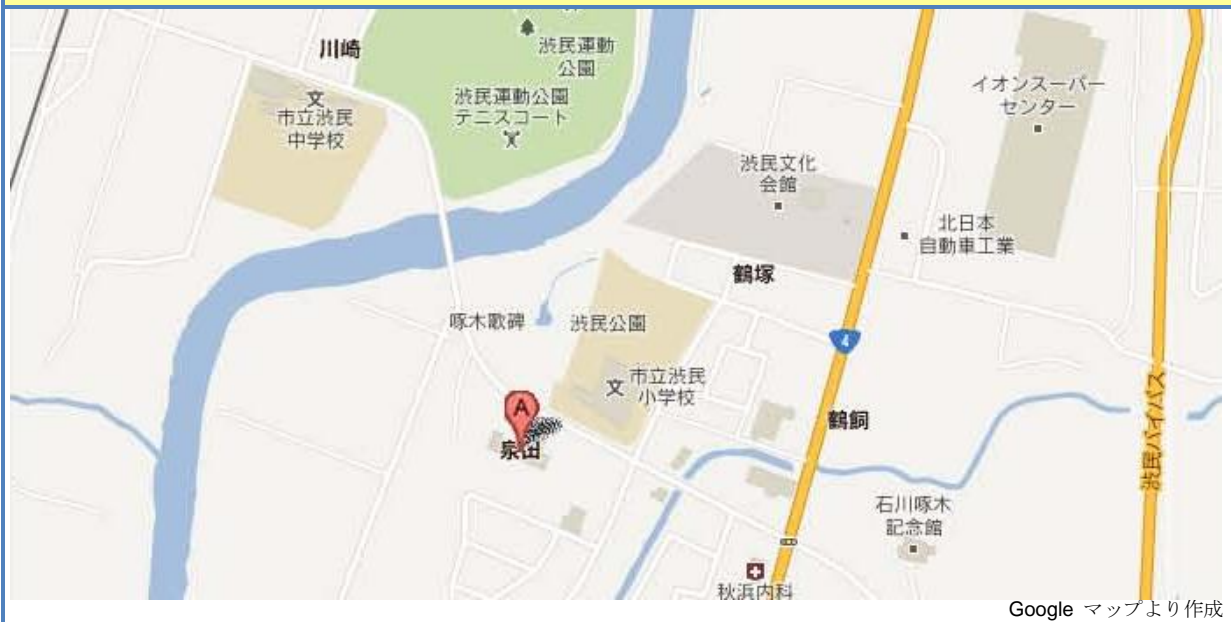 川崎
渋民運動
公園
渋民運動公園
テニスコート
文
市立渋民
中学校
イオンスーパー
センター
渋民文化
会館
北日本
自動車工業
鶴塚
啄木歌碑
渋民公園
4
文
市立渋民
小学校
A
泉田
鶴飼
渋民バイパス
石川啄木
記念館
秋浜内科
Google マップより作成